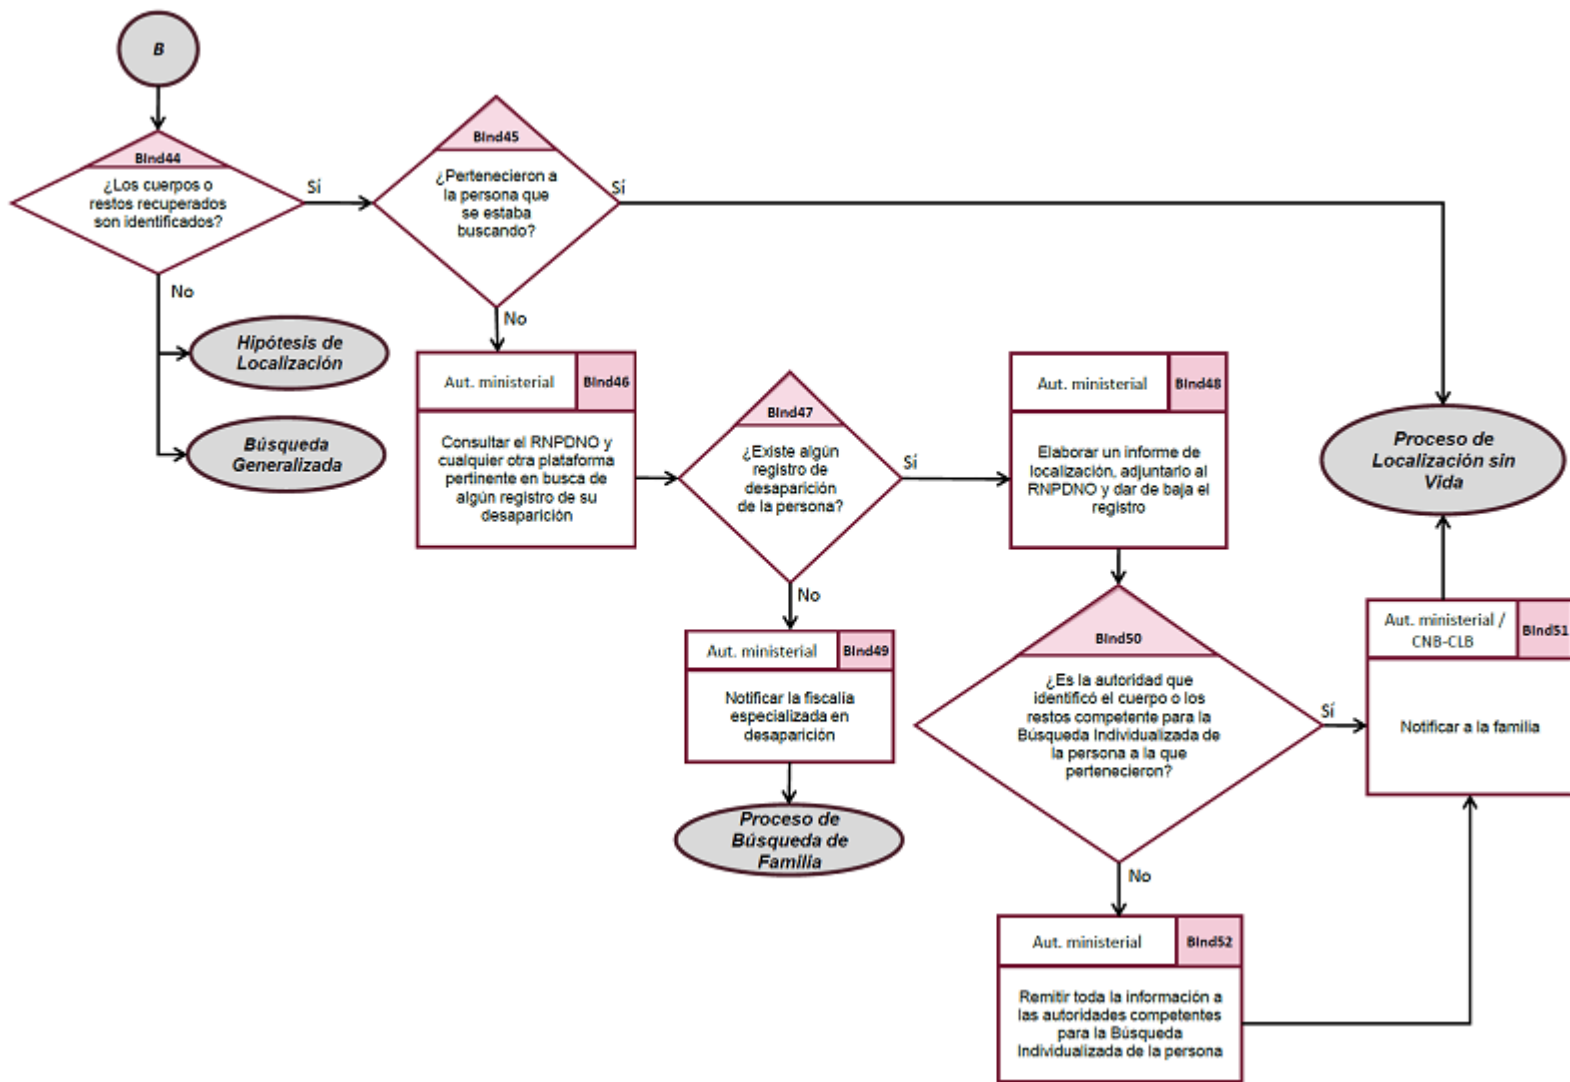 B
BInd44
¿Los cuerpos o
restos recuperados
son identificados?
Sí
No
Hipótesis de
Localización
Búsqueda
Generalizada
BInd45
¿Pertenecieron a
la persona que
se estaba
buscando?
Sí
No
Aut. ministerial
BInd46
Consultar el RNPDNO y
cualquier otra plataforma
pertinente en busca de
algún registro de su
desaparición
BInd47
¿Existe algún
registro de
desaparición
de la persona?
Sí
No
Aut. ministerial
BInd48
Elaborar un informe de
localización, adjuntarlo al
RNPDNO y dar de baja el
registro
Proceso de
Localización sin
Vida
Aut. ministerial
BInd49
Notificar la fiscalía
especializada en
desaparición
Proceso de
Búsqueda de
Familia
BInd50
¿Es la autoridad que
identificó el cuerpo o los
restos competente para la
Búsqueda Individualizada de
la persona a la que
pertenecieron?
Sí
No
Aut. ministerial /
CNB-CLB
BInd51
Notificar a la familia
Aut. ministerial
BInd52
Remitir toda la información a
las autoridades competentes
para la Búsqueda
Individualizada de la persona